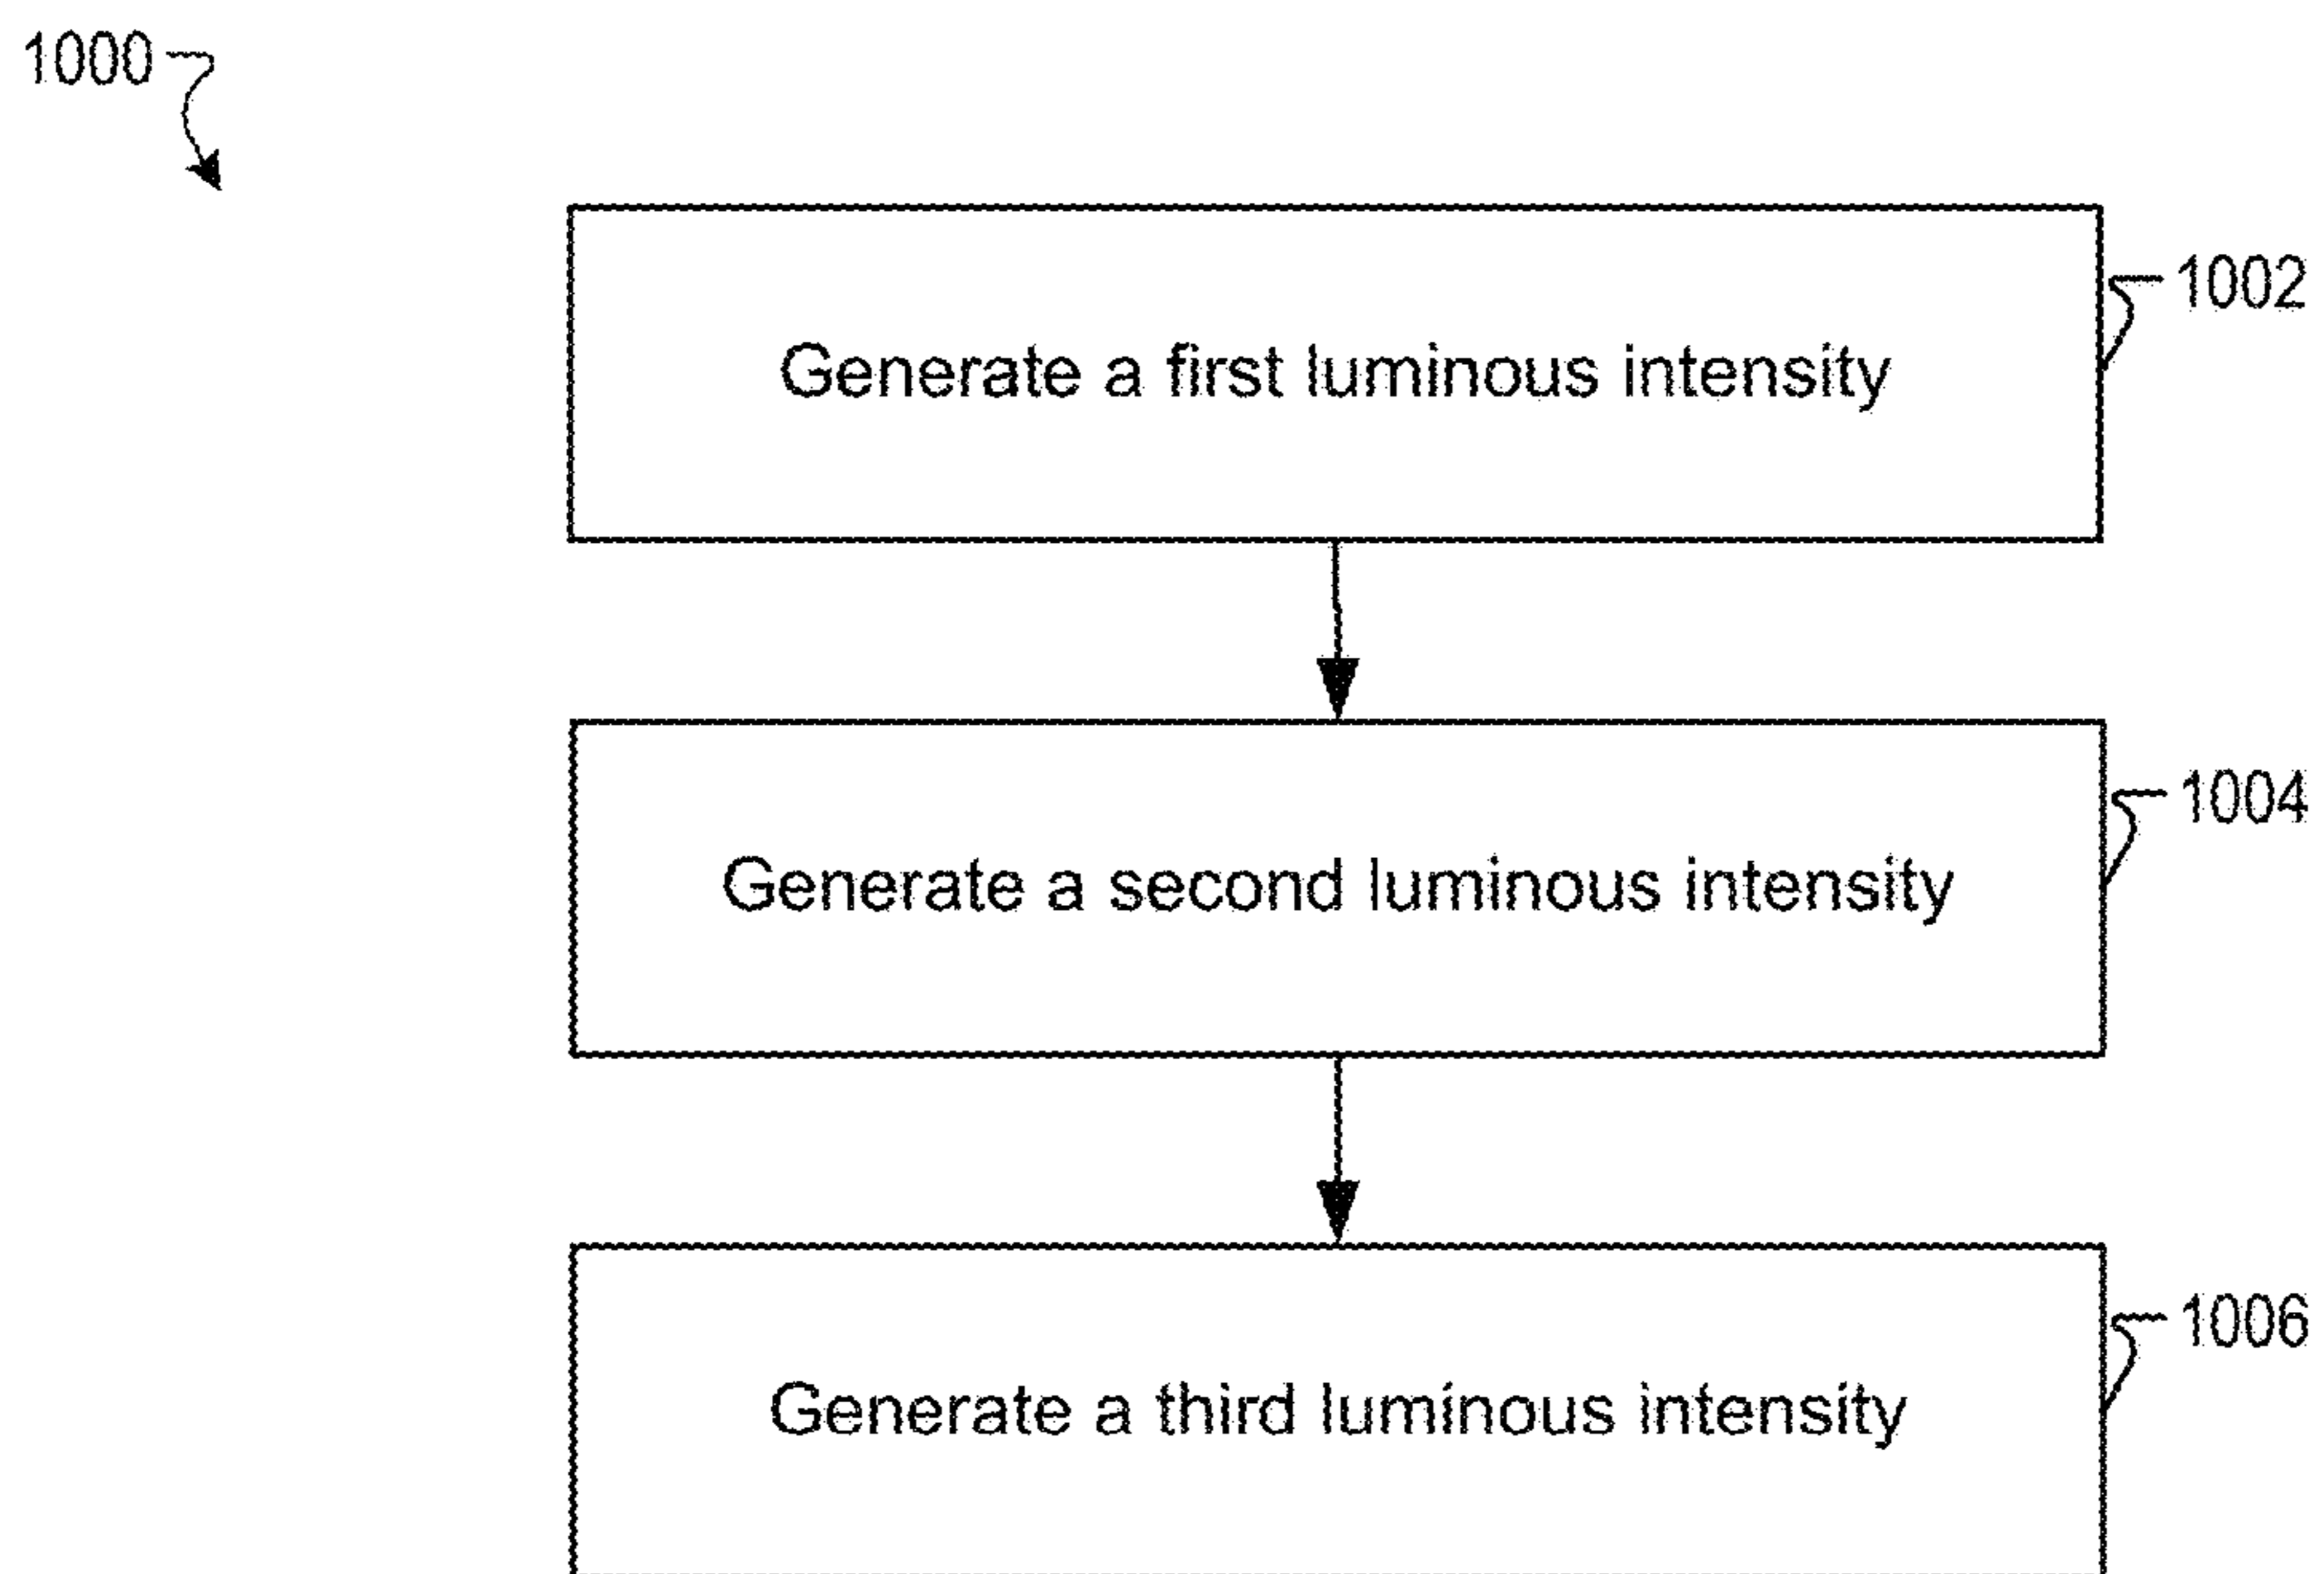 1000
1002
Generate a first luminous intensity
1004
Generate a second luminous intensity
1006
Generate a third luminous intensity